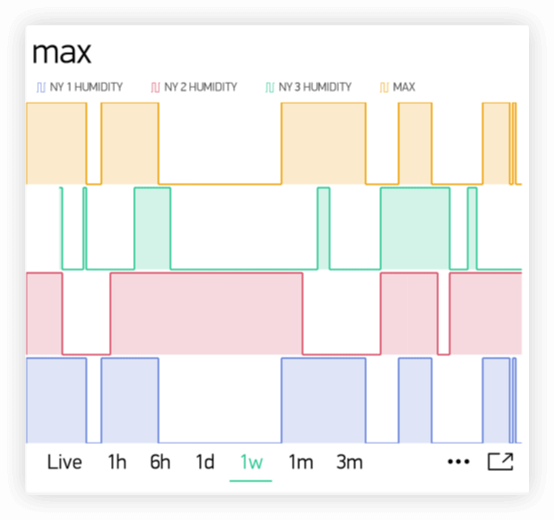 max
NY 1 HUMIDITY NY 2 HUMIDITY NY 3 HUMIDITY MAX
Live 1h 6h 1d 1w 1m 3m